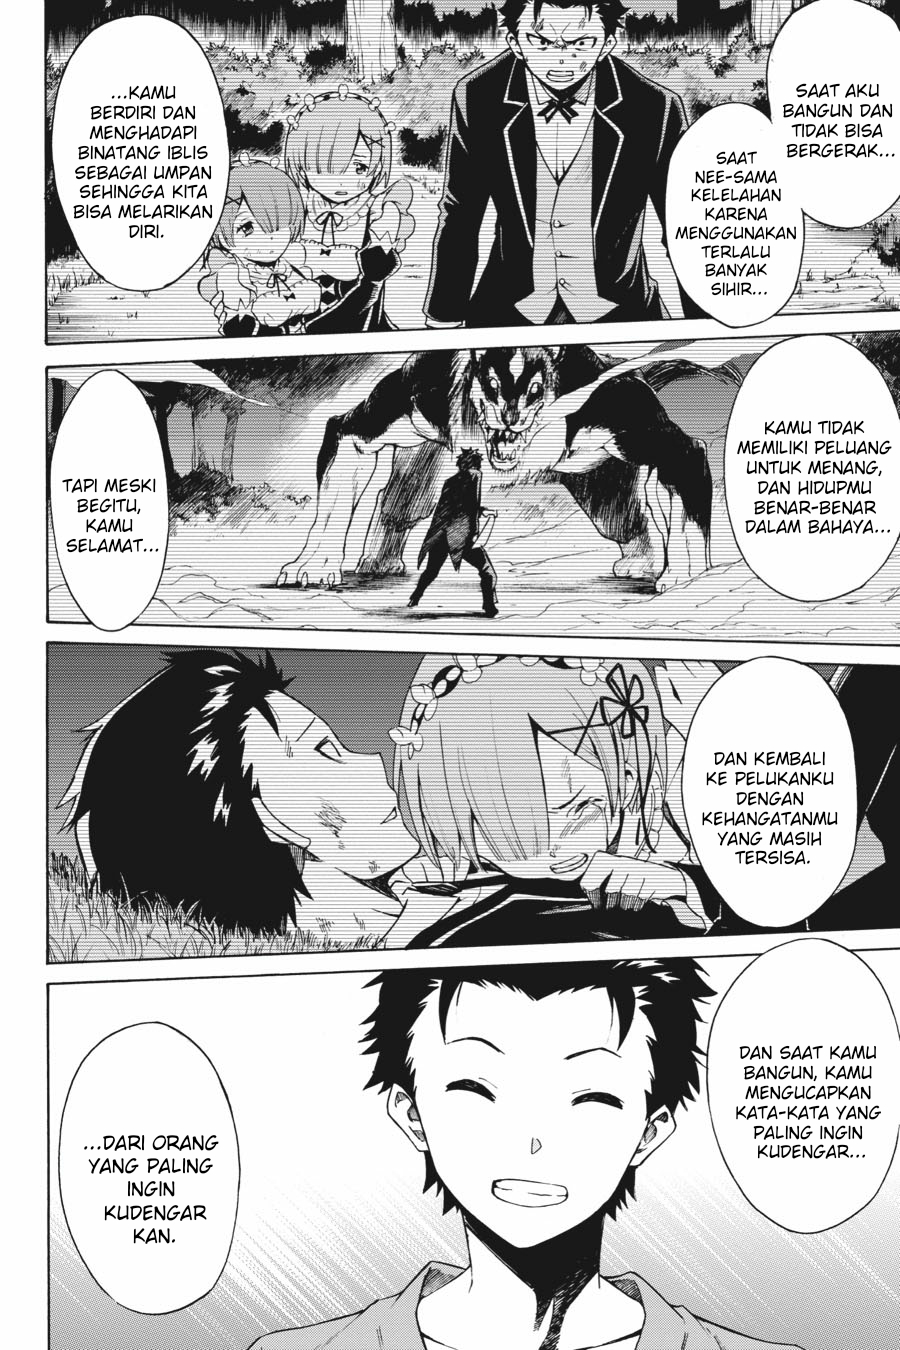 SAAT AKU
BANGUN DAN
TIDAK BISA
BERGERAK...
SAAT
NEE-SAMA
KELELAHAN
KARENA
MENGGUNAKAN
TERLALU
BANYAK
SIHIR...
...KAMU
BERDIRI DAN
MENGHADAPI
BINATANG IBLIS
SEBAGAI UMPAN
SEHINGGA KITA
BISA MELARIKAN
DIRI.
KAMU TIDAK
MEMILIKI PELUANG
UNTUK MENANG,
DAN HIDUPMU
BENAR-BENAR
DALAM BAHAYA...
TAPI MESKI
BEGITU,
KAMU
SELAMAT...
DAN KEMBALI
KE PELUKANKU
DENGAN
KEHANGATANMU
YANG MASIH
TERSISA.
DAN SAAT KAMU
BANGUN, KAMU
MENGUCAPKAN
KATA-KATA YANG
PALING INGIN
KUDENGAR...
...DARI ORANG
YANG PALING
INGIN
KUDENGAR
KAN.